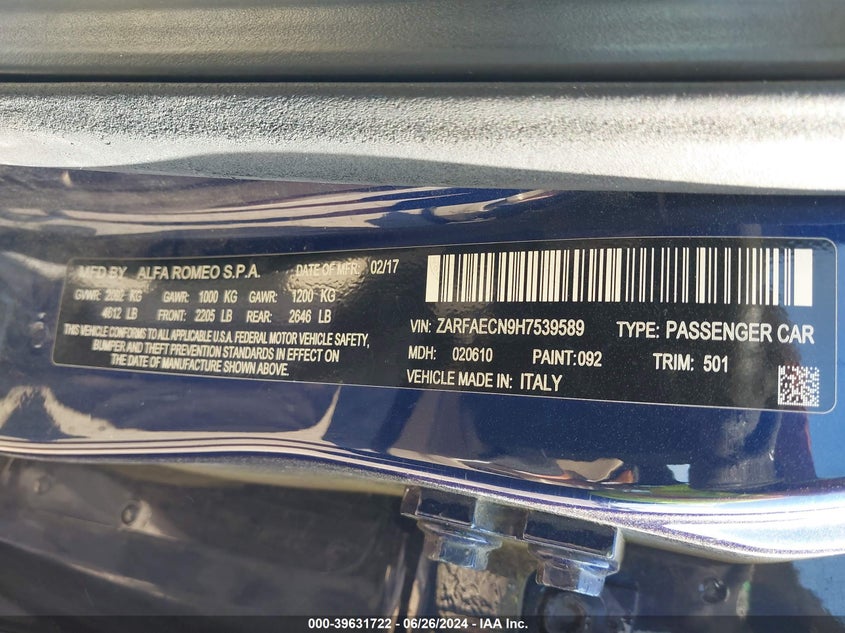 MFD BY ALFA ROMEO S.P.A. DATE OF MFR. 02/17
GVWR: 2092 KG GAWR: 1000 KG GAWR: 1200 KG
4612 LB FRONT: 2205 LB REAR: 2646 LB
THIS VEHICLE CONFORMS TO ALL APPLICABLE U.S.A. FEDERAL MOTOR VEHICLE SAFETY,
BUMPER AND THEFT PREVENTION STANDARDS IN EFFECT ON
THE DATE OF MANUFACTURE SHOWN ABOVE.
VIN: ZARFAECN9H7539589 TYPE: PASSENGER CAR
MDH: 020610 PAINT:092 TRIM: 501
VEHICLE MADE IN: ITALY
000-39631722 - 06/26/2024 - IAA Inc.